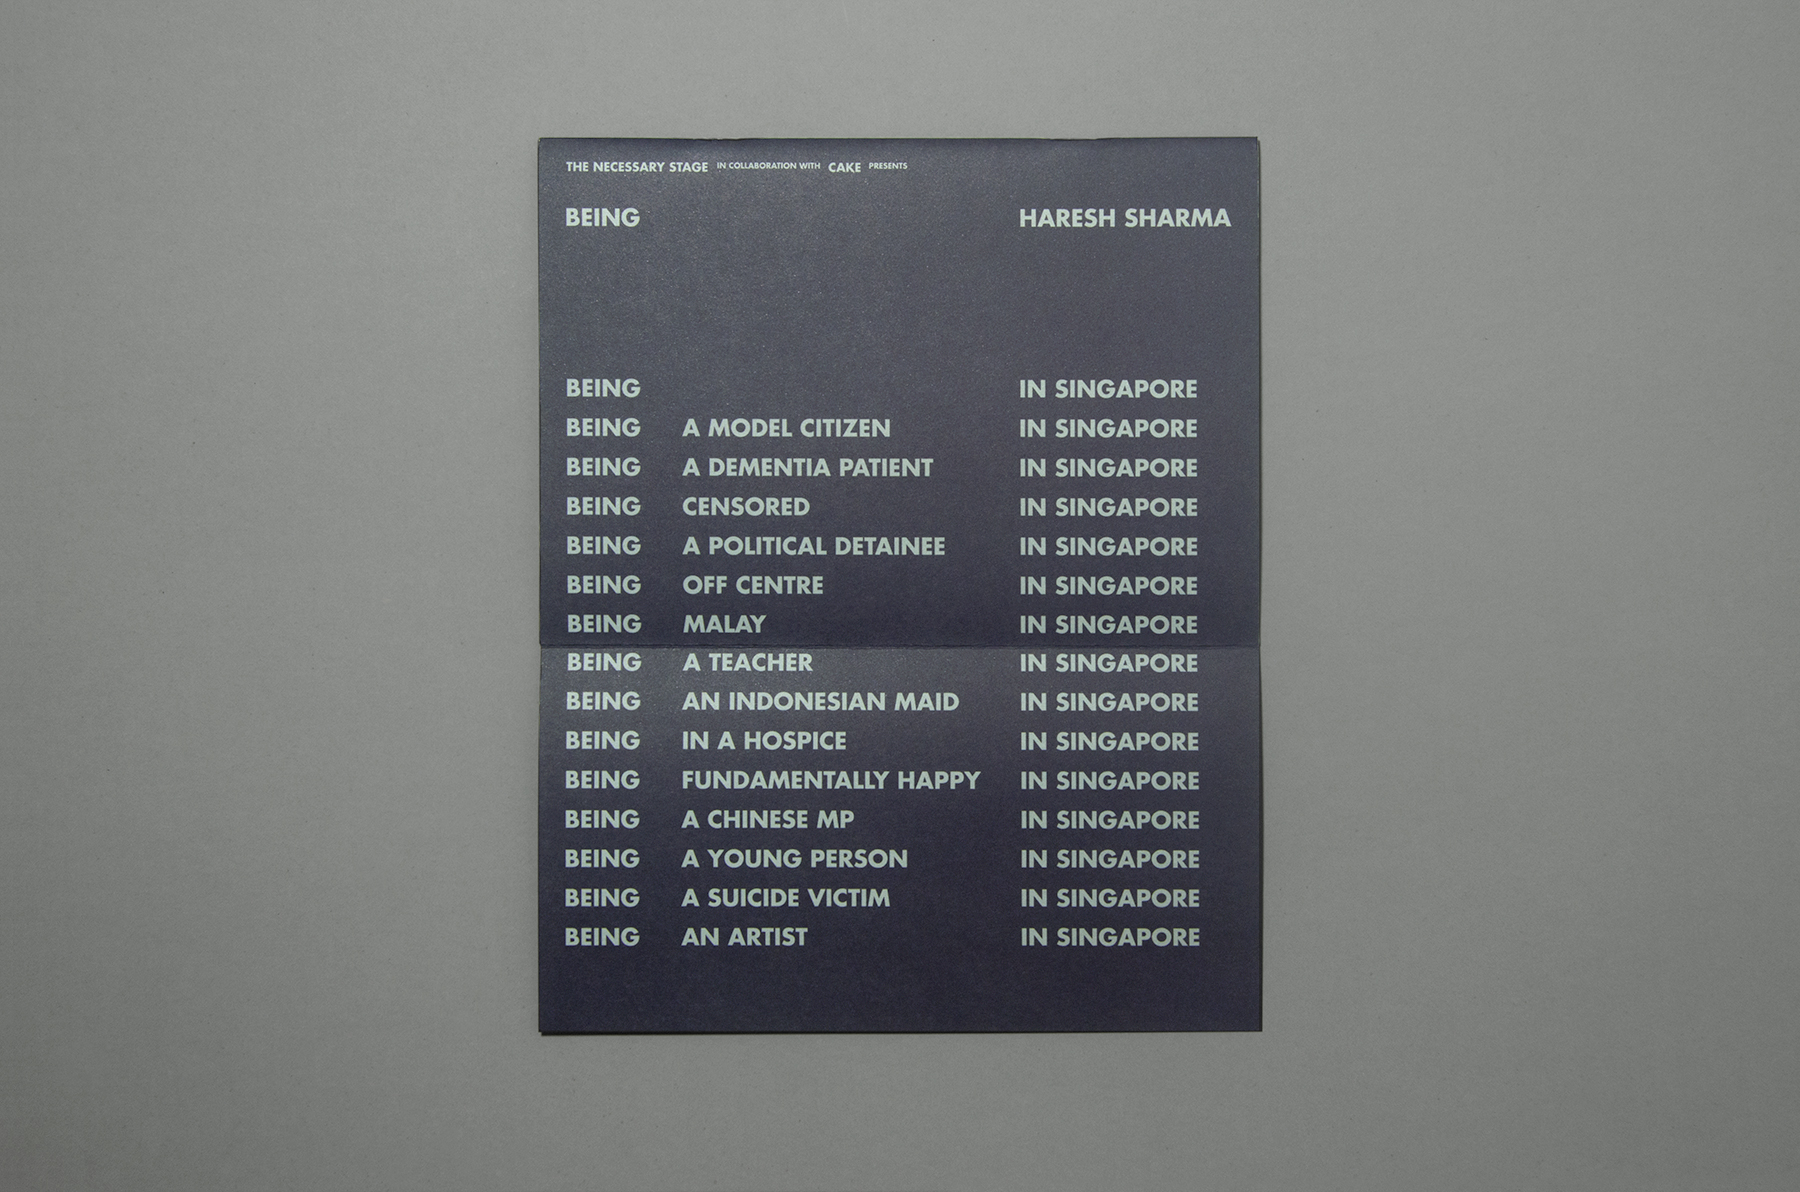 THE NECESSARY STAGE IN COLLABORATION WITH CAKE PRESENTS
BEING HARESH SHARMA
BEING IN SINGAPORE
BEING A MODEL CITIZEN IN SINGAPORE
BEING A DEMENTIA PATIENT IN SINGAPORE
BEING CENSORED IN SINGAPORE
BEING A POLITICAL DETAINEE IN SINGAPORE
BEING OFF CENTRE IN SINGAPORE
BEING MALAY IN SINGAPORE
BEING A TEACHER IN SINGAPORE
BEING AN INDONESIAN MAID IN SINGAPORE
BEING IN A HOSPICE IN SINGAPORE
BEING FUNDAMENTALLY HAPPY IN SINGAPORE
BEING A CHINESE MP IN SINGAPORE
BEING A YOUNG PERSON IN SINGAPORE
BEING A SUICIDE VICTIM IN SINGAPORE
BEING AN ARTIST IN SINGAPORE